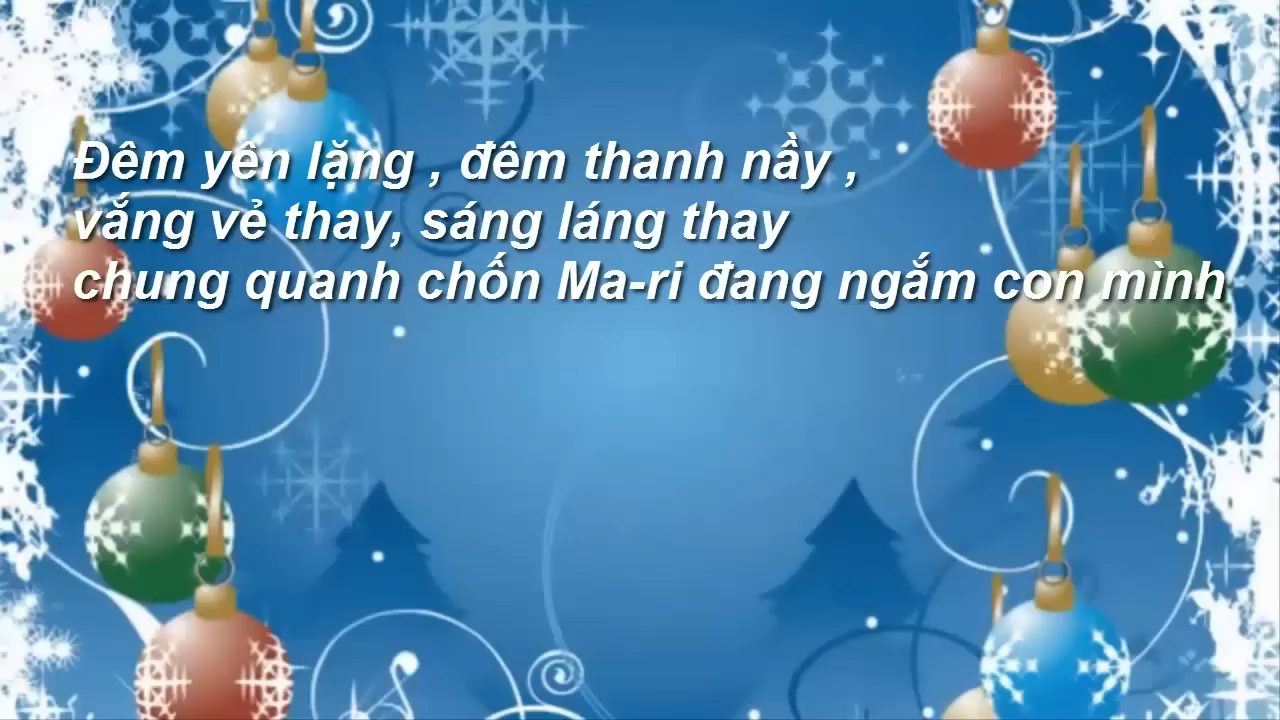 Đêm yên lặng , đêm thanh nầy ,
vắng vẻ thay, sáng láng thay
chung quanh chốn Ma-ri đang ngắm con mình